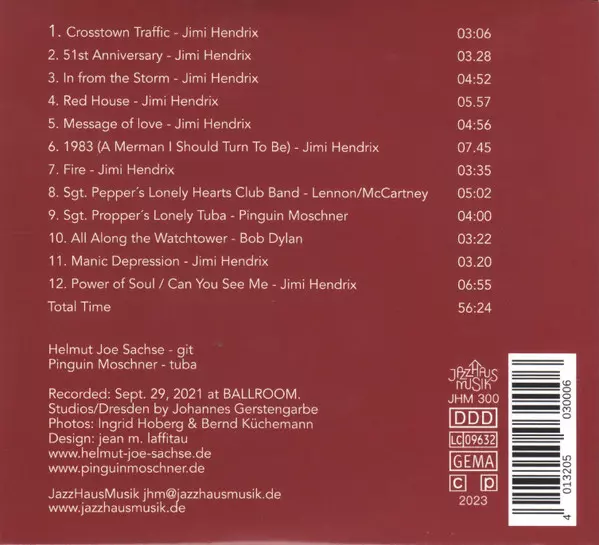 1. Crosstown Traffic - Jimi Hendrix 03:06
2. 51st Anniversary - Jimi Hendrix 03.28
3. In from the Storm - Jimi Hendrix 04:52
4. Red House - Jimi Hendrix 05.57
5. Message of love - Jimi Hendrix 04:56
6. 1983 (A Merman I Should Turn To Be) - Jimi Hendrix 07.45
7. Fire - Jimi Hendrix 03:35
8. Sgt. Pepper´s Lonely Hearts Club Band - Lennon/McCartney 05:02
9. Sgt. Propper´s Lonely Tuba - Pinguin Moschner 04:00
10. All Along the Watchtower - Bob Dylan 03:22
11. Manic Depression - Jimi Hendrix 03.20
12. Power of Soul / Can You See Me - Jimi Hendrix 06:55
Total Time 56:24
Helmut Joe Sachse - git
Pinguin Moschner - tuba
Recorded: Sept. 29, 2021 at BALLROOM.
Studios/Dresden by Johannes Gerstengarbe
Photos: Ingrid Hoberg & Bernd Küchemann
Design: jean m. laffitau
www.helmut-joe-sachse.de
www.pinguinmoschner.de
JazzHausMusik jhm@jazzhausmusik.de
www.jazzhausmusik.de
JAZZHAUS
MUSIK
JHM 300
DDD
LC 09632
GEMA
c p
2023
4 013205 030006